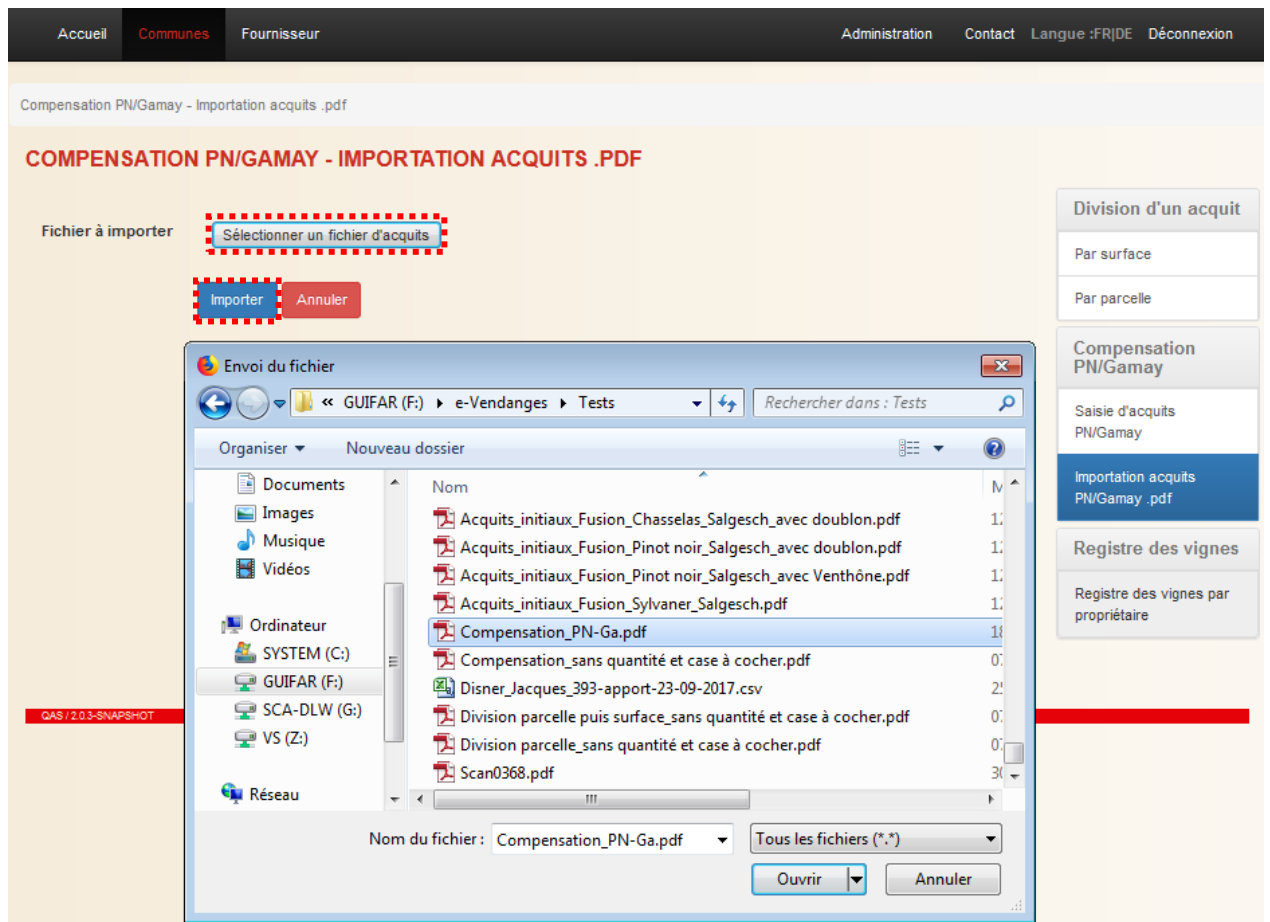 Accueil Communes Fournisseur Administration Contact Langue :FR|DE Déconnexion
Compensation PN/Gamay - Importation acquits .pdf
COMPENSATION PN/GAMAY - IMPORTATION ACQUITS .PDF
Fichier à importer Sélectionner un fichier d'acquits
Importer Annuler
Division d'un acquit
Par surface
Par parcelle
Compensation
PN/Gamay
Saisie d'acquits
PN/Gamay
Importation acquits
PN/Gamay .pdf
Registre des vignes
Registre des vignes par
propriétaire
Envoi du fichier
« GUIFAR (F:) e-Vendanges Tests Rechercher dans : Tests
Organiser Nouveau dossier
Documents
Images
Musique
Vidéos
Ordinateur
SYSTEM (C:)
GUIFAR (F:)
SCA-DLW (G:)
VS (Z:)
Réseau
Nom
Acquits_initiaux_Fusion_Chasselas_Salgesch_avec doublon.pdf
Acquits_initiaux_Fusion_Pinot noir_Salgesch_avec doublon.pdf
Acquits_initiaux_Fusion_Pinot noir_Salgesch_avec Venthône.pdf
Acquits_initiaux_Fusion_Sylvaner_Salgesch.pdf
Compensation_PN-Ga.pdf
Compensation_sans quantité et case à cocher.pdf
Disner_Jacques_393-apport-23-09-2017.csv
Division parcelle puis surface_sans quantité et case à cocher.pdf
Division parcelle_sans quantité et case à cocher.pdf
Scan0368.pdf
Nom du fichier : Compensation_PN-Ga.pdf Tous les fichiers (*.*)
Ouvrir Annuler
QAS / 2.0.3-SNAPSHOT